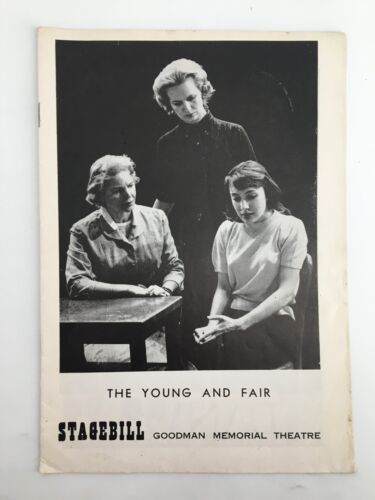 THE YOUNG AND FAIR
STAGEBILL GOODMAN MEMORIAL THEATRE